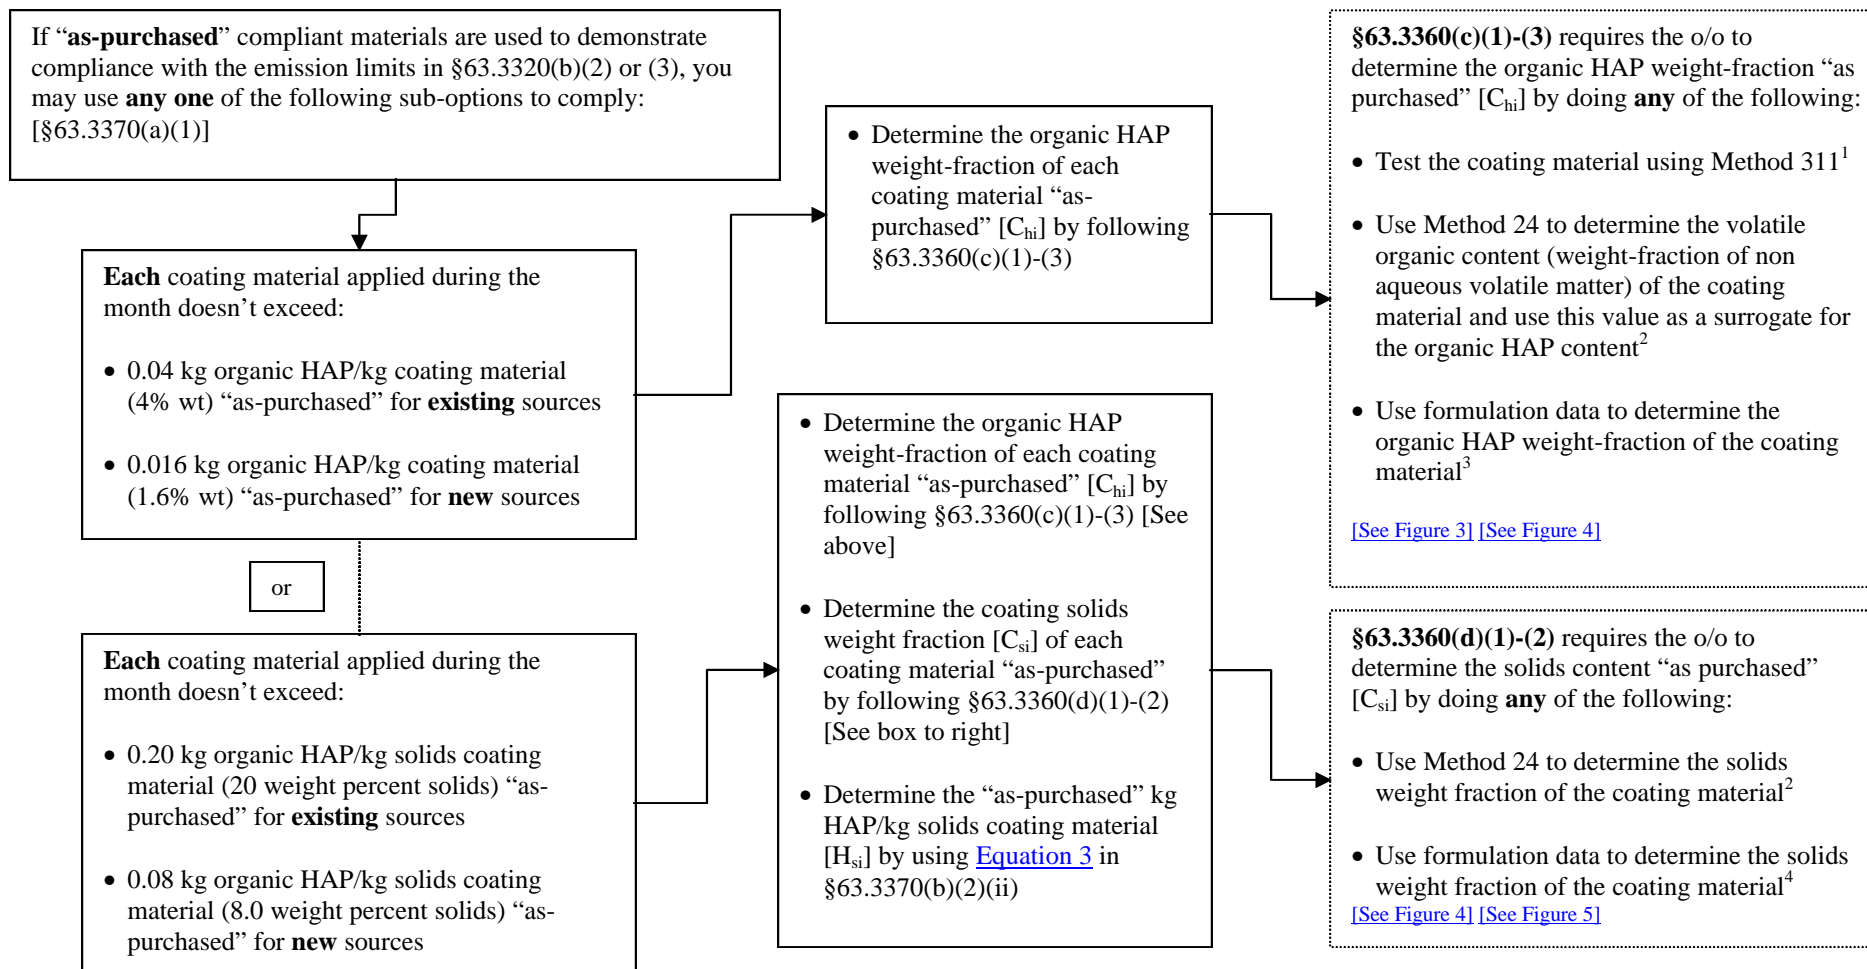 If “as-purchased” compliant materials are used to demonstrate
compliance with the emission limits in §63.3320(b)(2) or (3), you
may use any one of the following sub-options to comply:
[§63.3370(a)(1)]
Each coating material applied during the
month doesn’t exceed:
• 0.04 kg organic HAP/kg coating material
(4% wt) “as-purchased” for existing sources
• 0.016 kg organic HAP/kg coating material
(1.6% wt) “as-purchased” for new sources
or
Each coating material applied during the
month doesn’t exceed:
• 0.20 kg organic HAP/kg solids coating
material (20 weight percent solids) “as-
purchased” for existing sources
• 0.08 kg organic HAP/kg solids coating
material (8.0 weight percent solids) “as-
purchased” for new sources
• Determine the organic HAP
weight-fraction of each
coating material “as-
purchased” [Chi] by following
§63.3360(c)(1)-(3)
• Determine the organic HAP
weight-fraction of each coating
material “as-purchased” [Chi] by
following §63.3360(c)(1)-(3) [See
above]
• Determine the coating solids
weight fraction [Csi] of each
coating material “as-purchased”
by following §63.3360(d)(1)-(2)
[See box to right]
• Determine the “as-purchased” kg
HAP/kg solids coating material
[Hsi] by using Equation 3 in
§63.3370(b)(2)(ii)
§63.3360(c)(1)-(3) requires the o/o to
determine the organic HAP weight-fraction “as
purchased” [Chi] by doing any of the following:
• Test the coating material using Method 311¹
• Use Method 24 to determine the volatile
organic content (weight-fraction of non
aqueous volatile matter) of the coating
material and use this value as a surrogate for
the organic HAP content²
• Use formulation data to determine the
organic HAP weight-fraction of the coating
material³
[See Figure 3] [See Figure 4]
§63.3360(d)(1)-(2) requires the o/o to
determine the solids content “as purchased”
[Csi] by doing any of the following:
• Use Method 24 to determine the solids
weight fraction of the coating material²
• Use formulation data to determine the solids
weight fraction of the coating material⁴
[See Figure 4] [See Figure 5]